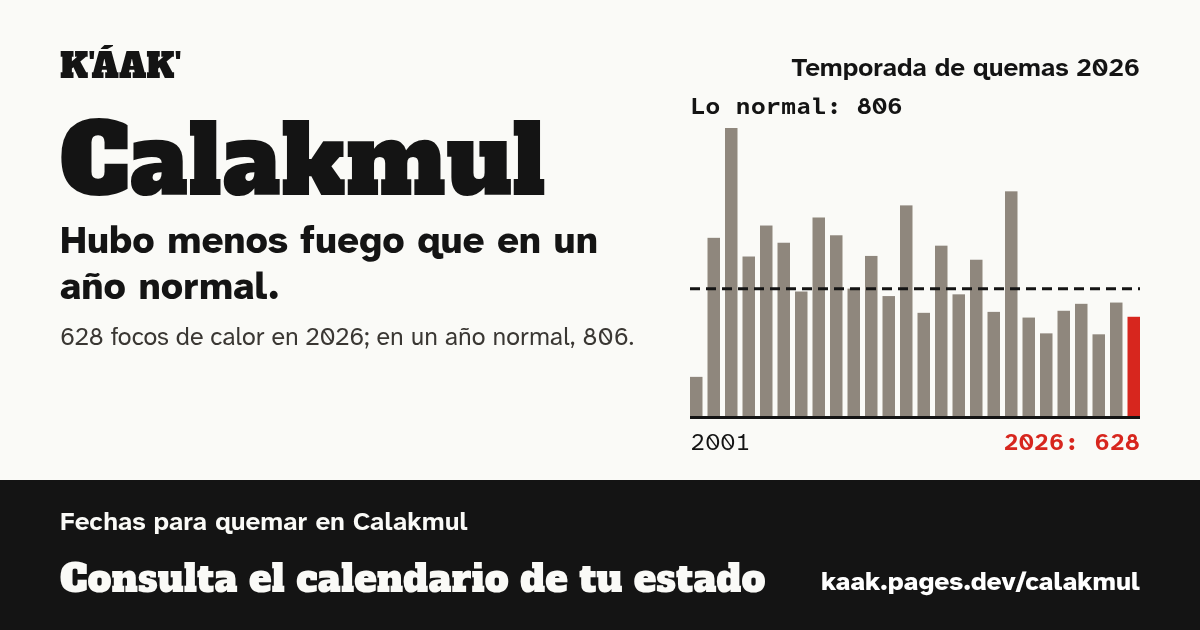 K'ÁAK'
Calakmul
Hubo menos fuego que en un
año normal.
628 focos de calor en 2026; en un año normal, 806.
Temporada de quemas 2026
Lo normal: 806
2001
2026: 628
Fechas para quemar en Calakmul
Consulta el calendario de tu estado
kaak.pages.dev/calakmul